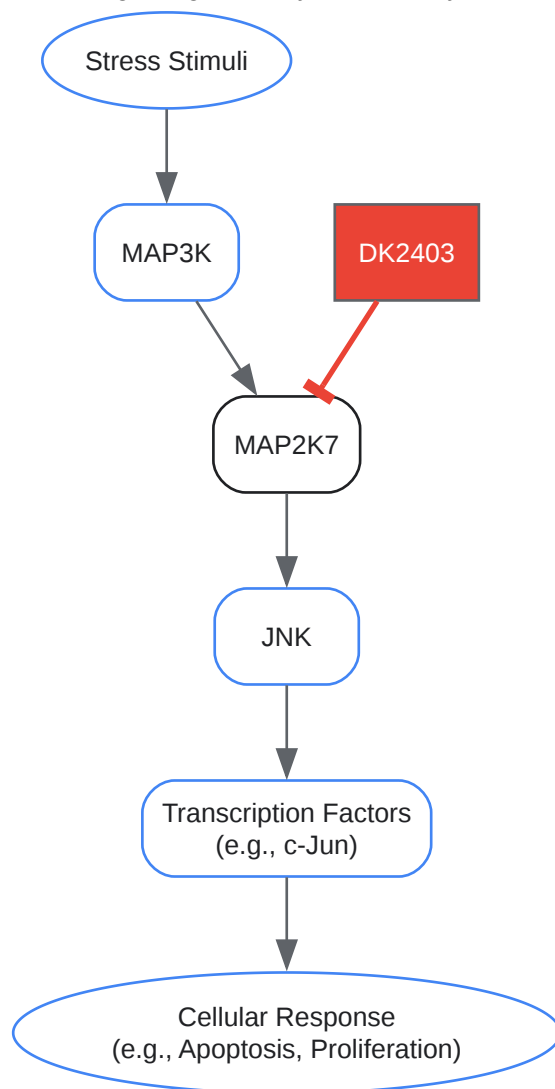 Stress Stimuli
MAP3K
DK2403
MAP2K7
JNK
Transcription Factors
(e.g., c-Jun)
Cellular Response
(e.g., Apoptosis, Proliferation)